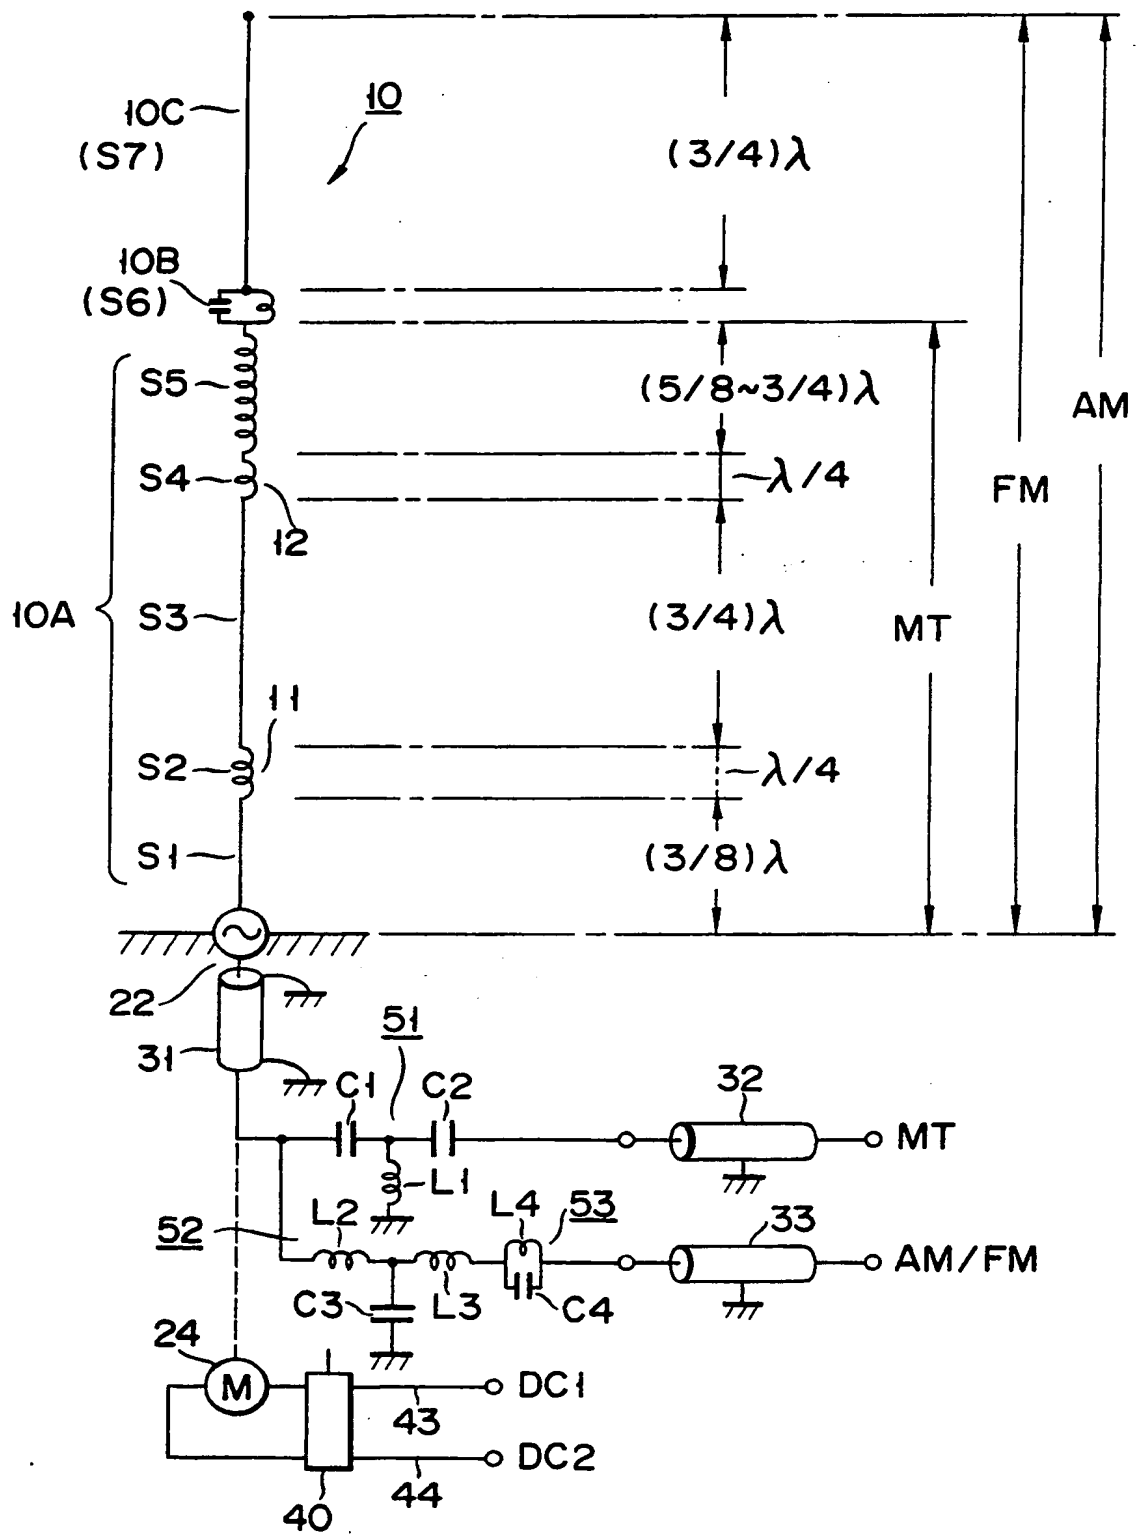 10C
(S7)
10
(3/4)λ
10B
(S6)
S5
(5/8~3/4)λ
AM
S4
λ/4
FM
12
10A
S3
(3/4)λ
MT
11
S2
λ/4
S1
(3/8)λ
22
31
51
C1
C2
32
MT
L1
52
L2
L4
53
33
AM/FM
C3
L3
C4
24
M
DC1
43
DC2
44
40